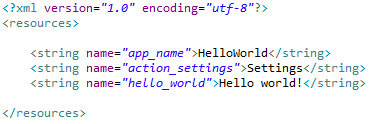 <?xml version="1.0" encoding="utf-8"?>
<resources>
<string name="app_name">HelloWorld</string>
<string name="action_settings">Settings</string>
<string name="hello_world">Hello world!</string>
</resources>